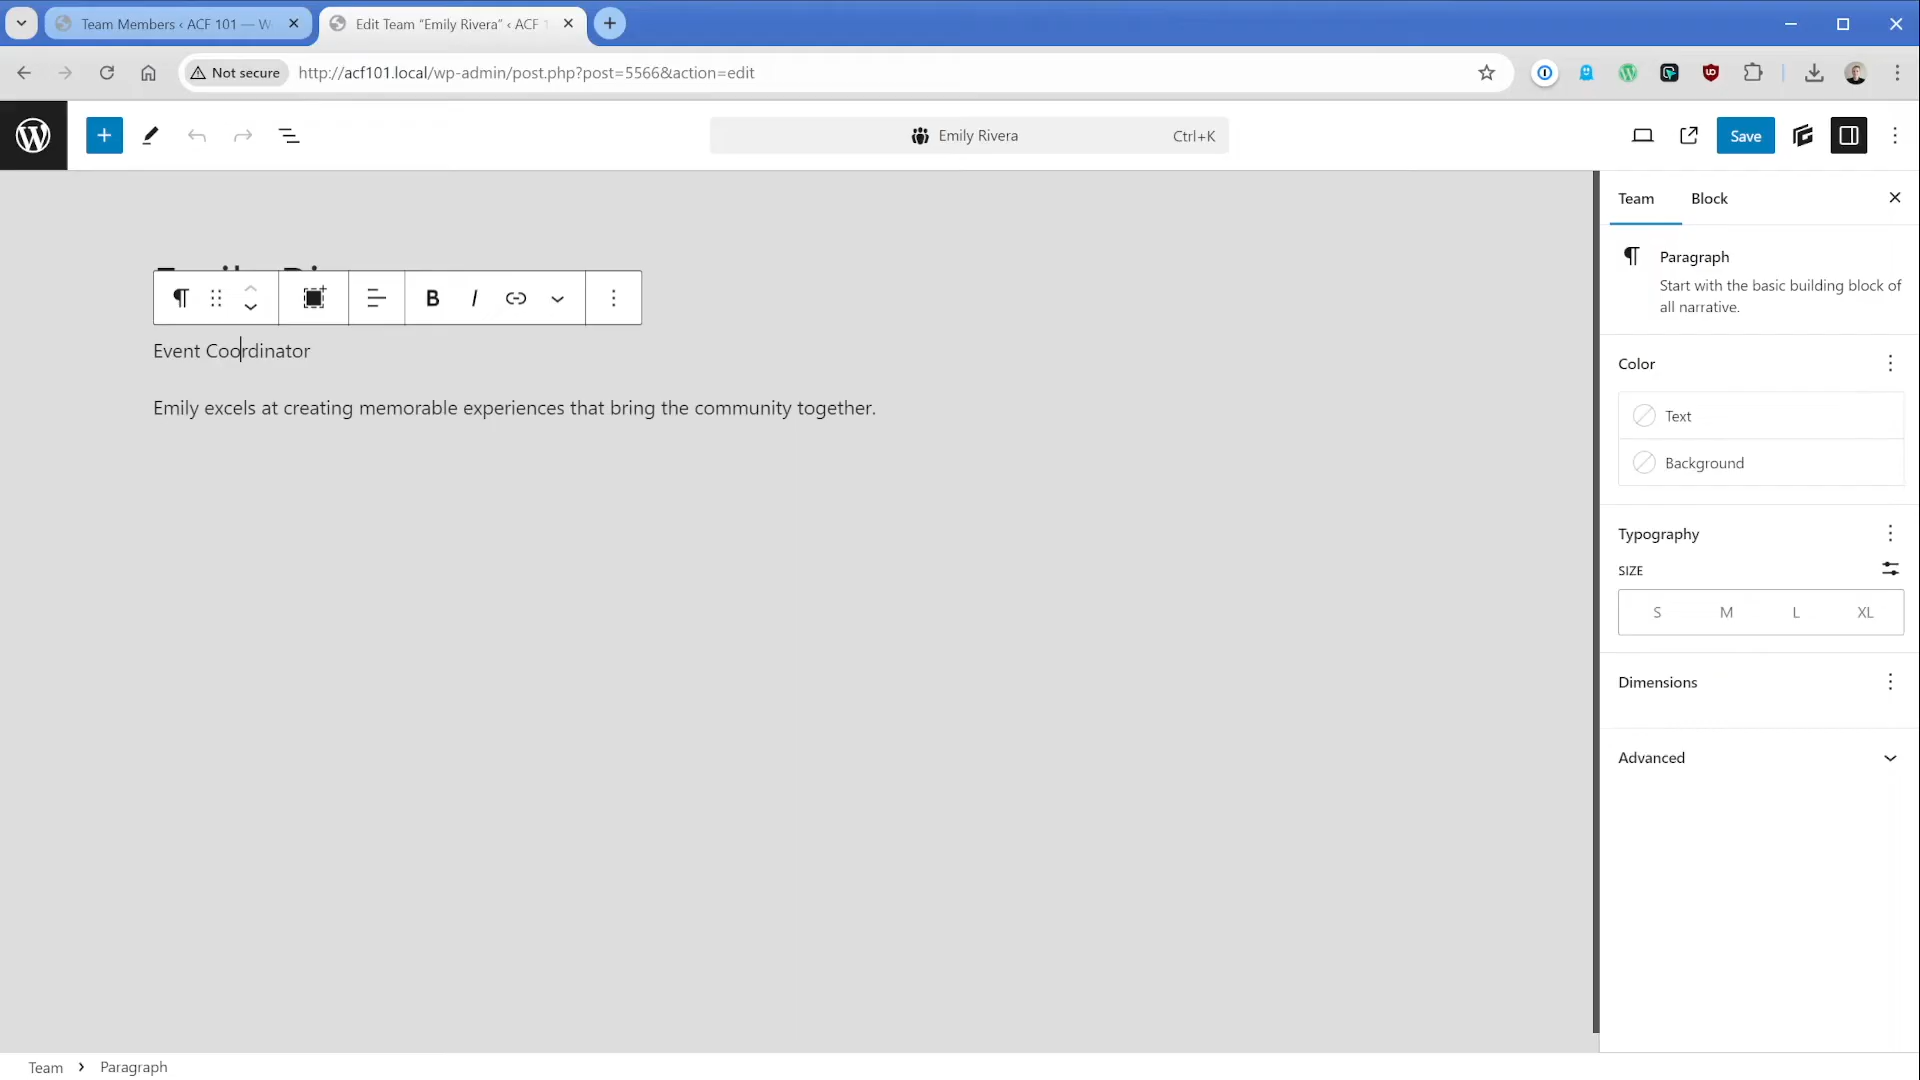 Team Members ‹ ACF 101 — W
Edit Team “Emily Rivera” ‹ ACF 1
Not secure
http://acf101.local/wp-admin/post.php?post=5566&action=edit
Emily Rivera
Ctrl+K
Save
Team
Block
Paragraph
Start with the basic building block of
all narrative.
B
I
Event Coordinator
Emily excels at creating memorable experiences that bring the community together.
Color
Text
Background
Typography
SIZE
S
M
L
XL
Dimensions
Advanced
Team
Paragraph